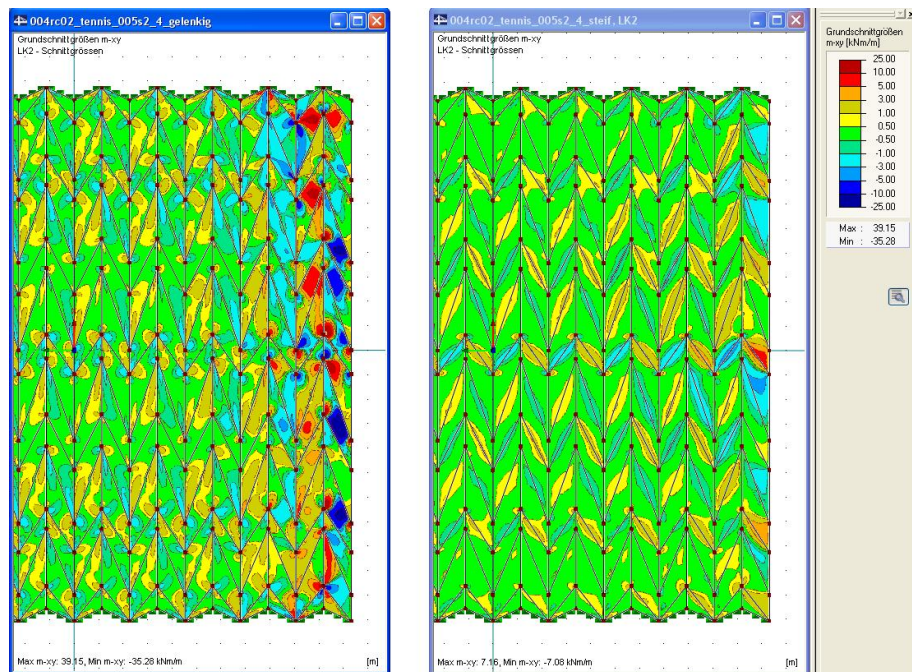 004rc02_tennis_005s2_4_gelenkig
Grundschnittgrößen m-xy
LK2 - Schnittgrössen
Max m-xy: 39.15, Min m-xy: -35.28 kNm/m
[m]
004rc02_tennis_005s2_4_steif, LK2
Grundschnittgrößen m-xy
LK2 - Schnittgrössen
Max m-xy: 7.16, Min m-xy: -7.08 kNm/m
[m]
Grundschnittgrößen
m-xy [kNm/m]
25.00
10.00
5.00
3.00
1.00
0.50
-0.50
-1.00
-3.00
-5.00
-10.00
-25.00
Max : 39.15
Min : -35.28